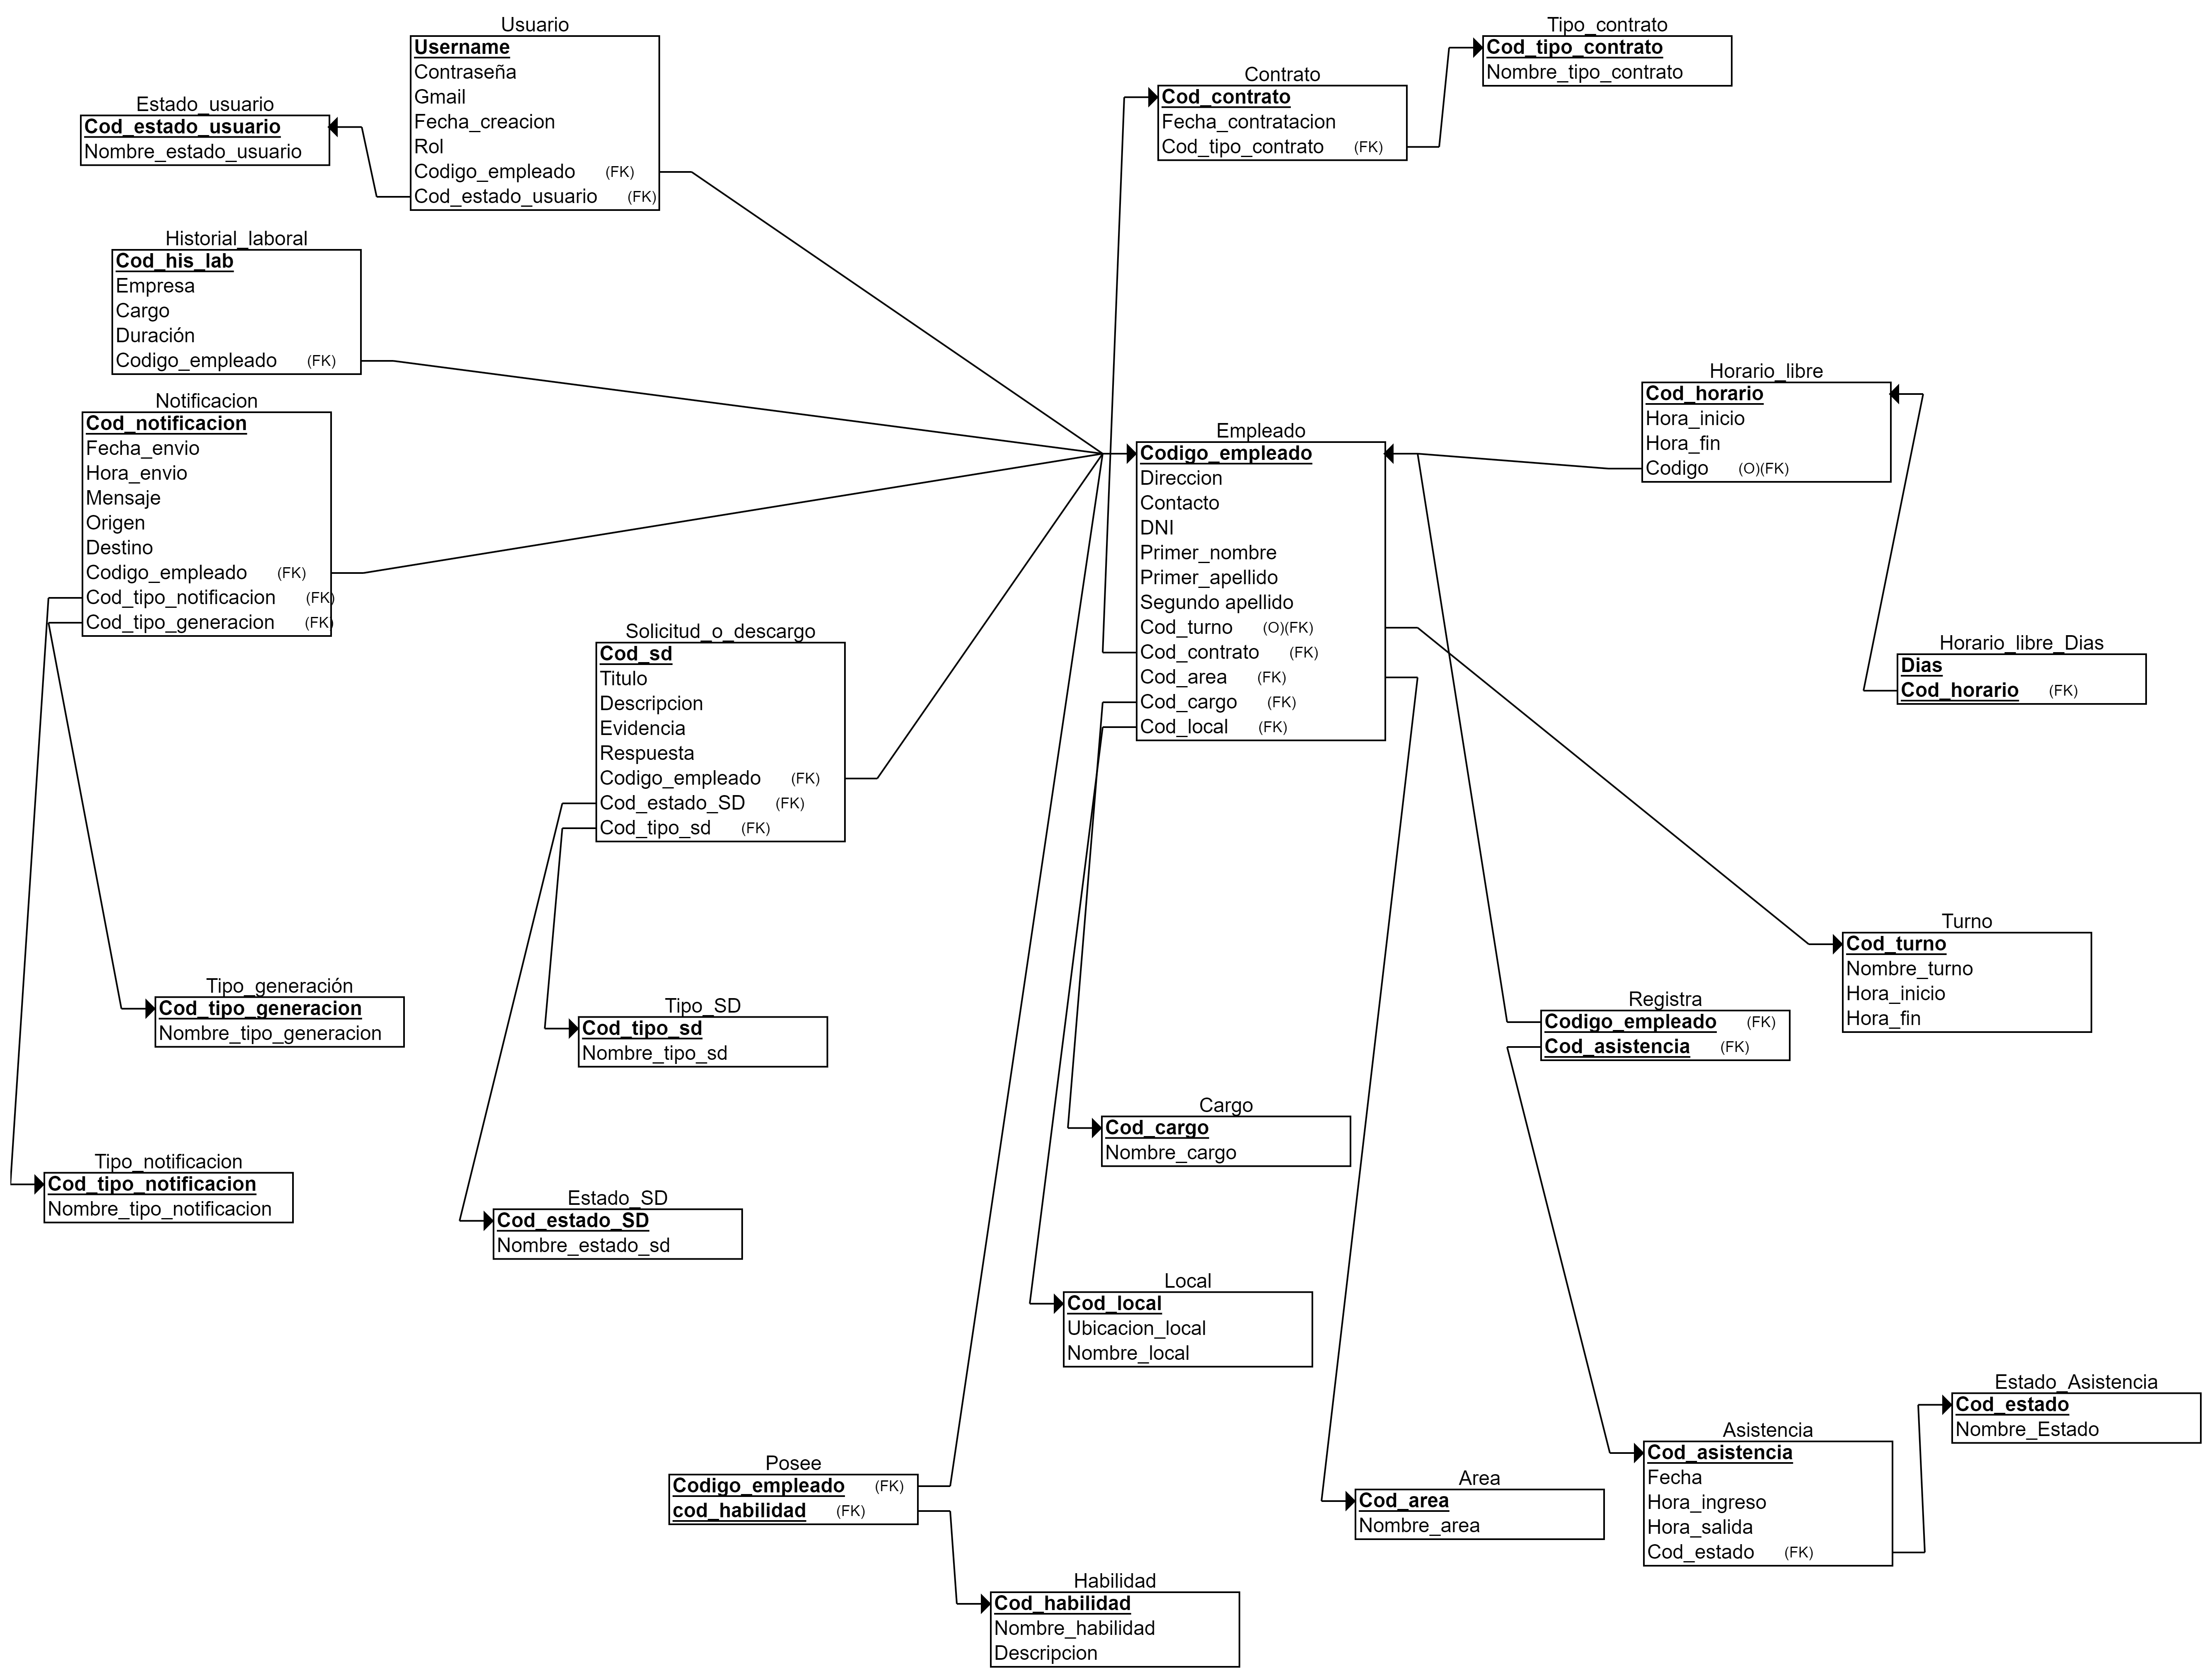 Usuario
Username
Contraseña
Gmail
Fecha_creacion
Rol
Codigo_empleado (FK)
Cod_estado_usuario (FK)
Tipo_contrato
Cod_tipo_contrato
Nombre_tipo_contrato
Contrato
Cod_contrato
Fecha_contratacion
Cod_tipo_contrato (FK)
Estado_usuario
Cod_estado_usuario
Nombre_estado_usuario
Historial_laboral
Cod_his_lab
Empresa
Cargo
Duración
Codigo_empleado (FK)
Notificacion
Cod_notificacion
Fecha_envio
Hora_envio
Mensaje
Origen
Destino
Codigo_empleado (FK)
Cod_tipo_notificacion (FK)
Cod_tipo_generacion (FK)
Horario_libre
Cod_horario
Hora_inicio
Hora_fin
Codigo (O)(FK)
Empleado
Codigo_empleado
Direccion
Contacto
DNI
Primer_nombre
Primer_apellido
Segundo apellido
Cod_turno (O)(FK)
Cod_contrato (FK)
Cod_area (FK)
Cod_cargo (FK)
Cod_local (FK)
Solicitud_o_descargo
Cod_sd
Titulo
Descripcion
Evidencia
Respuesta
Codigo_empleado (FK)
Cod_estado_SD (FK)
Cod_tipo_sd (FK)
Horario_libre_Dias
Dias
Cod_horario (FK)
Turno
Cod_turno
Nombre_turno
Hora_inicio
Hora_fin
Tipo_generación
Cod_tipo_generacion
Nombre_tipo_generacion
Tipo_SD
Cod_tipo_sd
Nombre_tipo_sd
Registra
Codigo_empleado (FK)
Cod_asistencia (FK)
Cargo
Cod_cargo
Nombre_cargo
Tipo_notificacion
Cod_tipo_notificacion
Nombre_tipo_notificacion
Estado_SD
Cod_estado_SD
Nombre_estado_sd
Local
Cod_local
Ubicacion_local
Nombre_local
Estado_Asistencia
Cod_estado
Nombre_Estado
Asistencia
Cod_asistencia
Fecha
Hora_ingreso
Hora_salida
Cod_estado (FK)
Posee
Codigo_empleado (FK)
cod_habilidad (FK)
Area
Cod_area
Nombre_area
Habilidad
Cod_habilidad
Nombre_habilidad
Descripcion